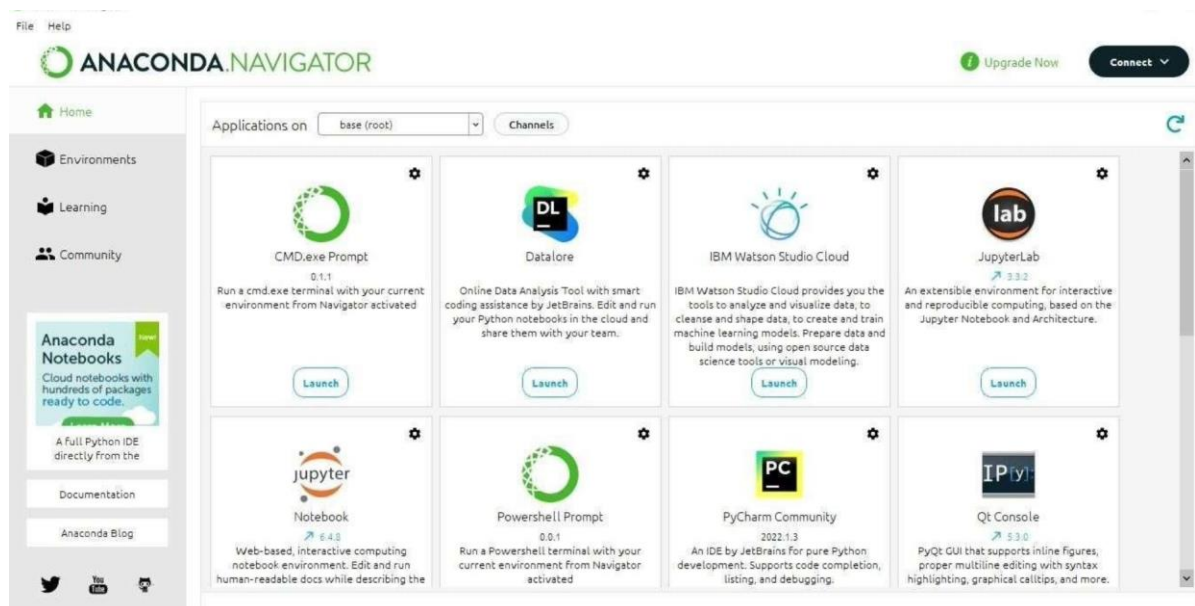 File Help
ANACONDA.NAVIGATOR
Upgrade Now
Connect
Home
Environments
Learning
Community
Applications on base (root) Channels
CMD.exe Prompt
0.1.1
Run a cmd.exe terminal with your current
environment from Navigator activated
Launch
DL
Datalore
Online Data Analysis Tool with smart
coding assistance by JetBrains. Edit and run
your Python notebooks in the cloud and
share them with your team.
Launch
IBM Watson Studio Cloud
IBM Watson Studio Cloud provides you the
tools to analyze and visualize data, to
cleanse and shape data, to create and train
machine learning models. Prepare data and
build models, using open source data
science tools or visual modeling.
Launch
lab
JupyterLab
3.3.2
An extensible environment for interactive
and reproducible computing, based on the
Jupyter Notebook and Architecture.
Launch
jupyter
Notebook
6.4.8
Web-based, interactive computing
notebook environment. Edit and run
human-readable docs while describing the
Powershell Prompt
0.0.1
Run a Powershell terminal with your
current environment from Navigator
activated
PC
PyCharm Community
2022.1.3
An IDE by JetBrains for pure Python
development. Supports code completion,
listing, and debugging.
IP[y]:
Qt Console
5.3.0
PyQt GUI that supports inline figures,
proper multiline editing with syntax
highlighting, graphical calltips, and more.
Anaconda
Notebooks
New!
Cloud notebooks with
hundreds of packages
ready to code.
Learn More
A full Python IDE
directly from the
Documentation
Anaconda Blog
You
Tube